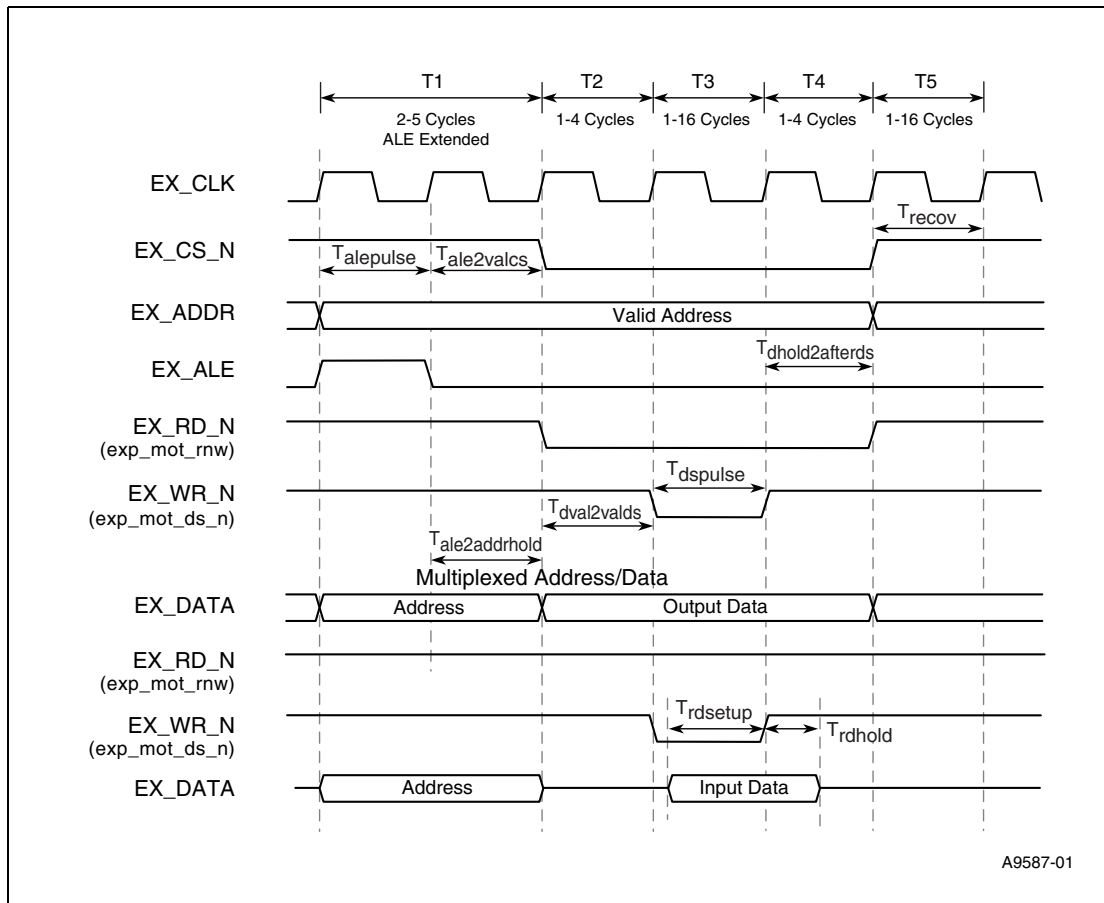 T1 T2 T3 T4 T5
2-5 Cycles 1-4 Cycles 1-16 Cycles 1-4 Cycles 1-16 Cycles
ALE Extended
EX_CLK
Trecov
EX_CS_N
Talepulse Tale2valcs
EX_ADDR
Valid Address
Tdhold2afterds
EX_ALE
EX_RD_N
(exp_mot_rnw)
Tdspulse
EX_WR_N
(exp_mot_ds_n)
Tdval2valds
Tale2addrhold
Multiplexed Address/Data
EX_DATA Address Output Data
EX_RD_N
(exp_mot_rnw)
EX_WR_N
(exp_mot_ds_n)
Trdsetup
Trdhold
EX_DATA Address Input Data
A9587-01